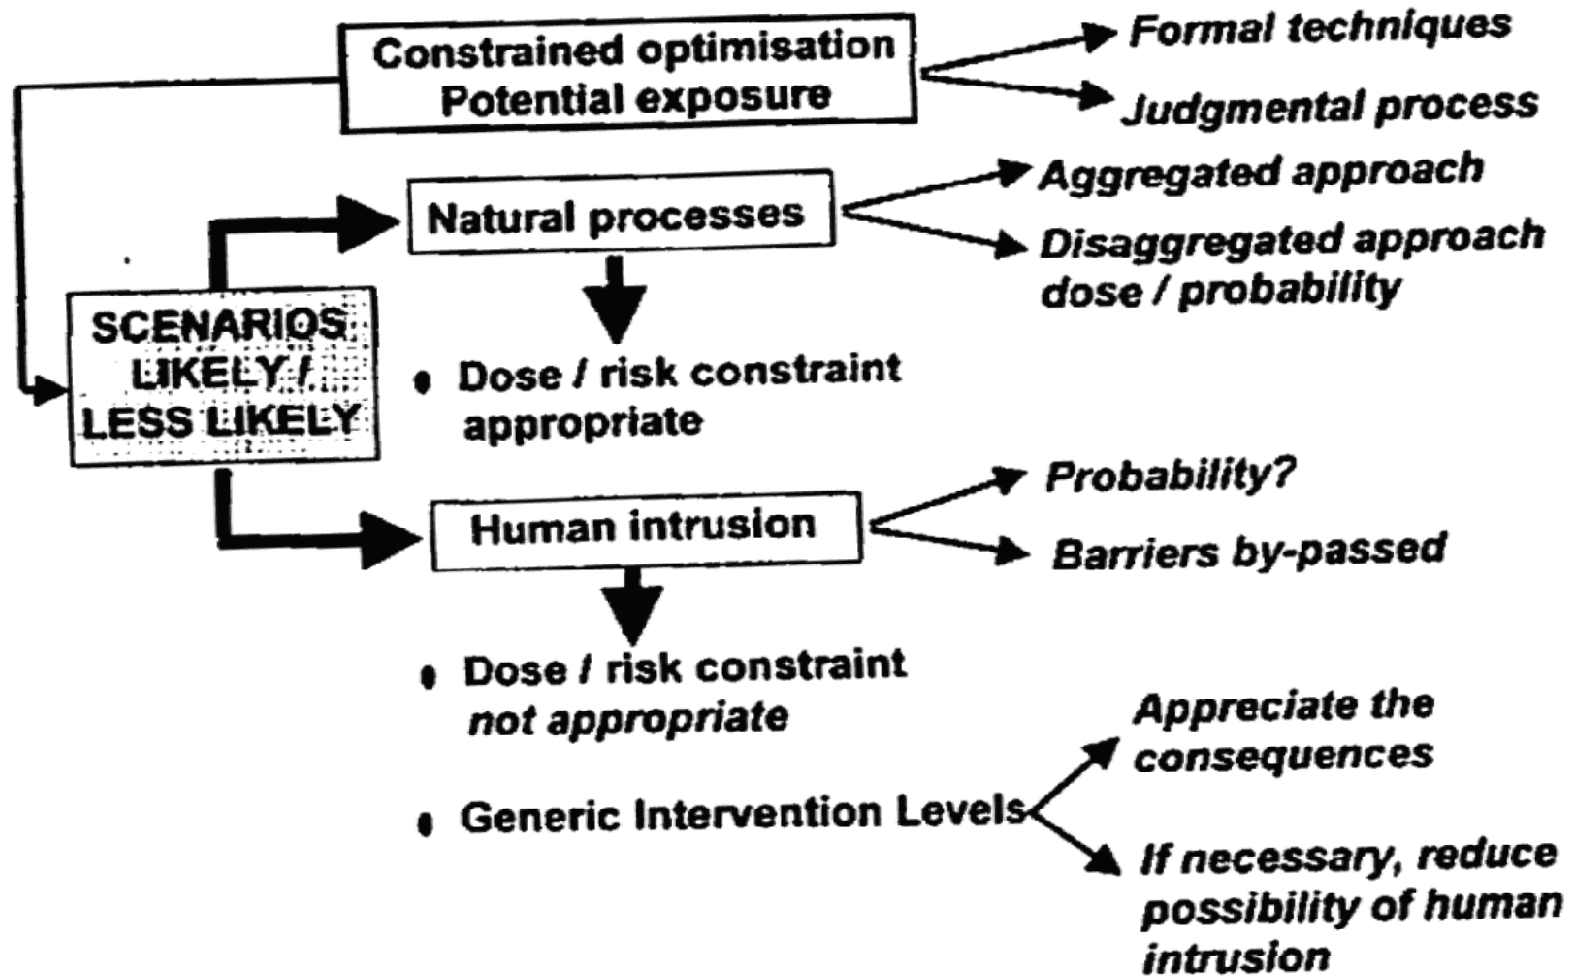 Constrained optimisation
Potential exposure
Formal techniques
Judgmental process
Natural processes
Aggregated approach
Disaggregated approach
dose / probability
SCENARIOS
LIKELY /
LESS LIKELY
• Dose / risk constraint
appropriate
Human intrusion
Probability?
Barriers by-passed
• Dose / risk constraint
not appropriate
• Generic Intervention Levels
Appreciate the
consequences
If necessary, reduce
possibility of human
intrusion